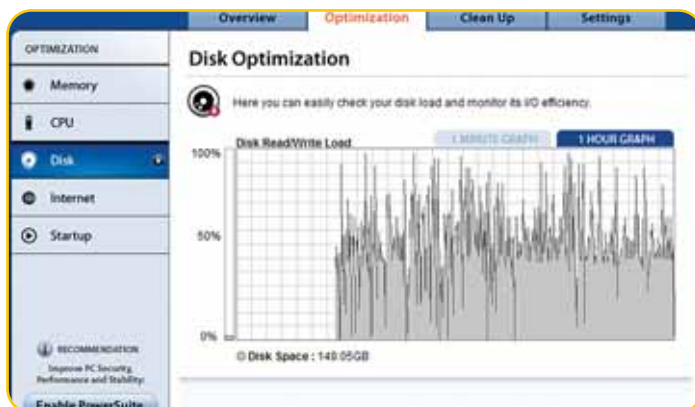 Overview Optimization Clean Up Settings
OPTIMIZATION
Memory
CPU
Disk
Internet
Startup
RECOMMENDATION
Improve PC Security,
Performance and Stability:
Enable PowerSuite
Disk Optimization
Here you can easily check your disk load and monitor its I/O efficiency.
Disk Read/Write Load
1 MINUTE GRAPH
1 HOUR GRAPH
100%
50%
0%
Disk Space : 149.05GB